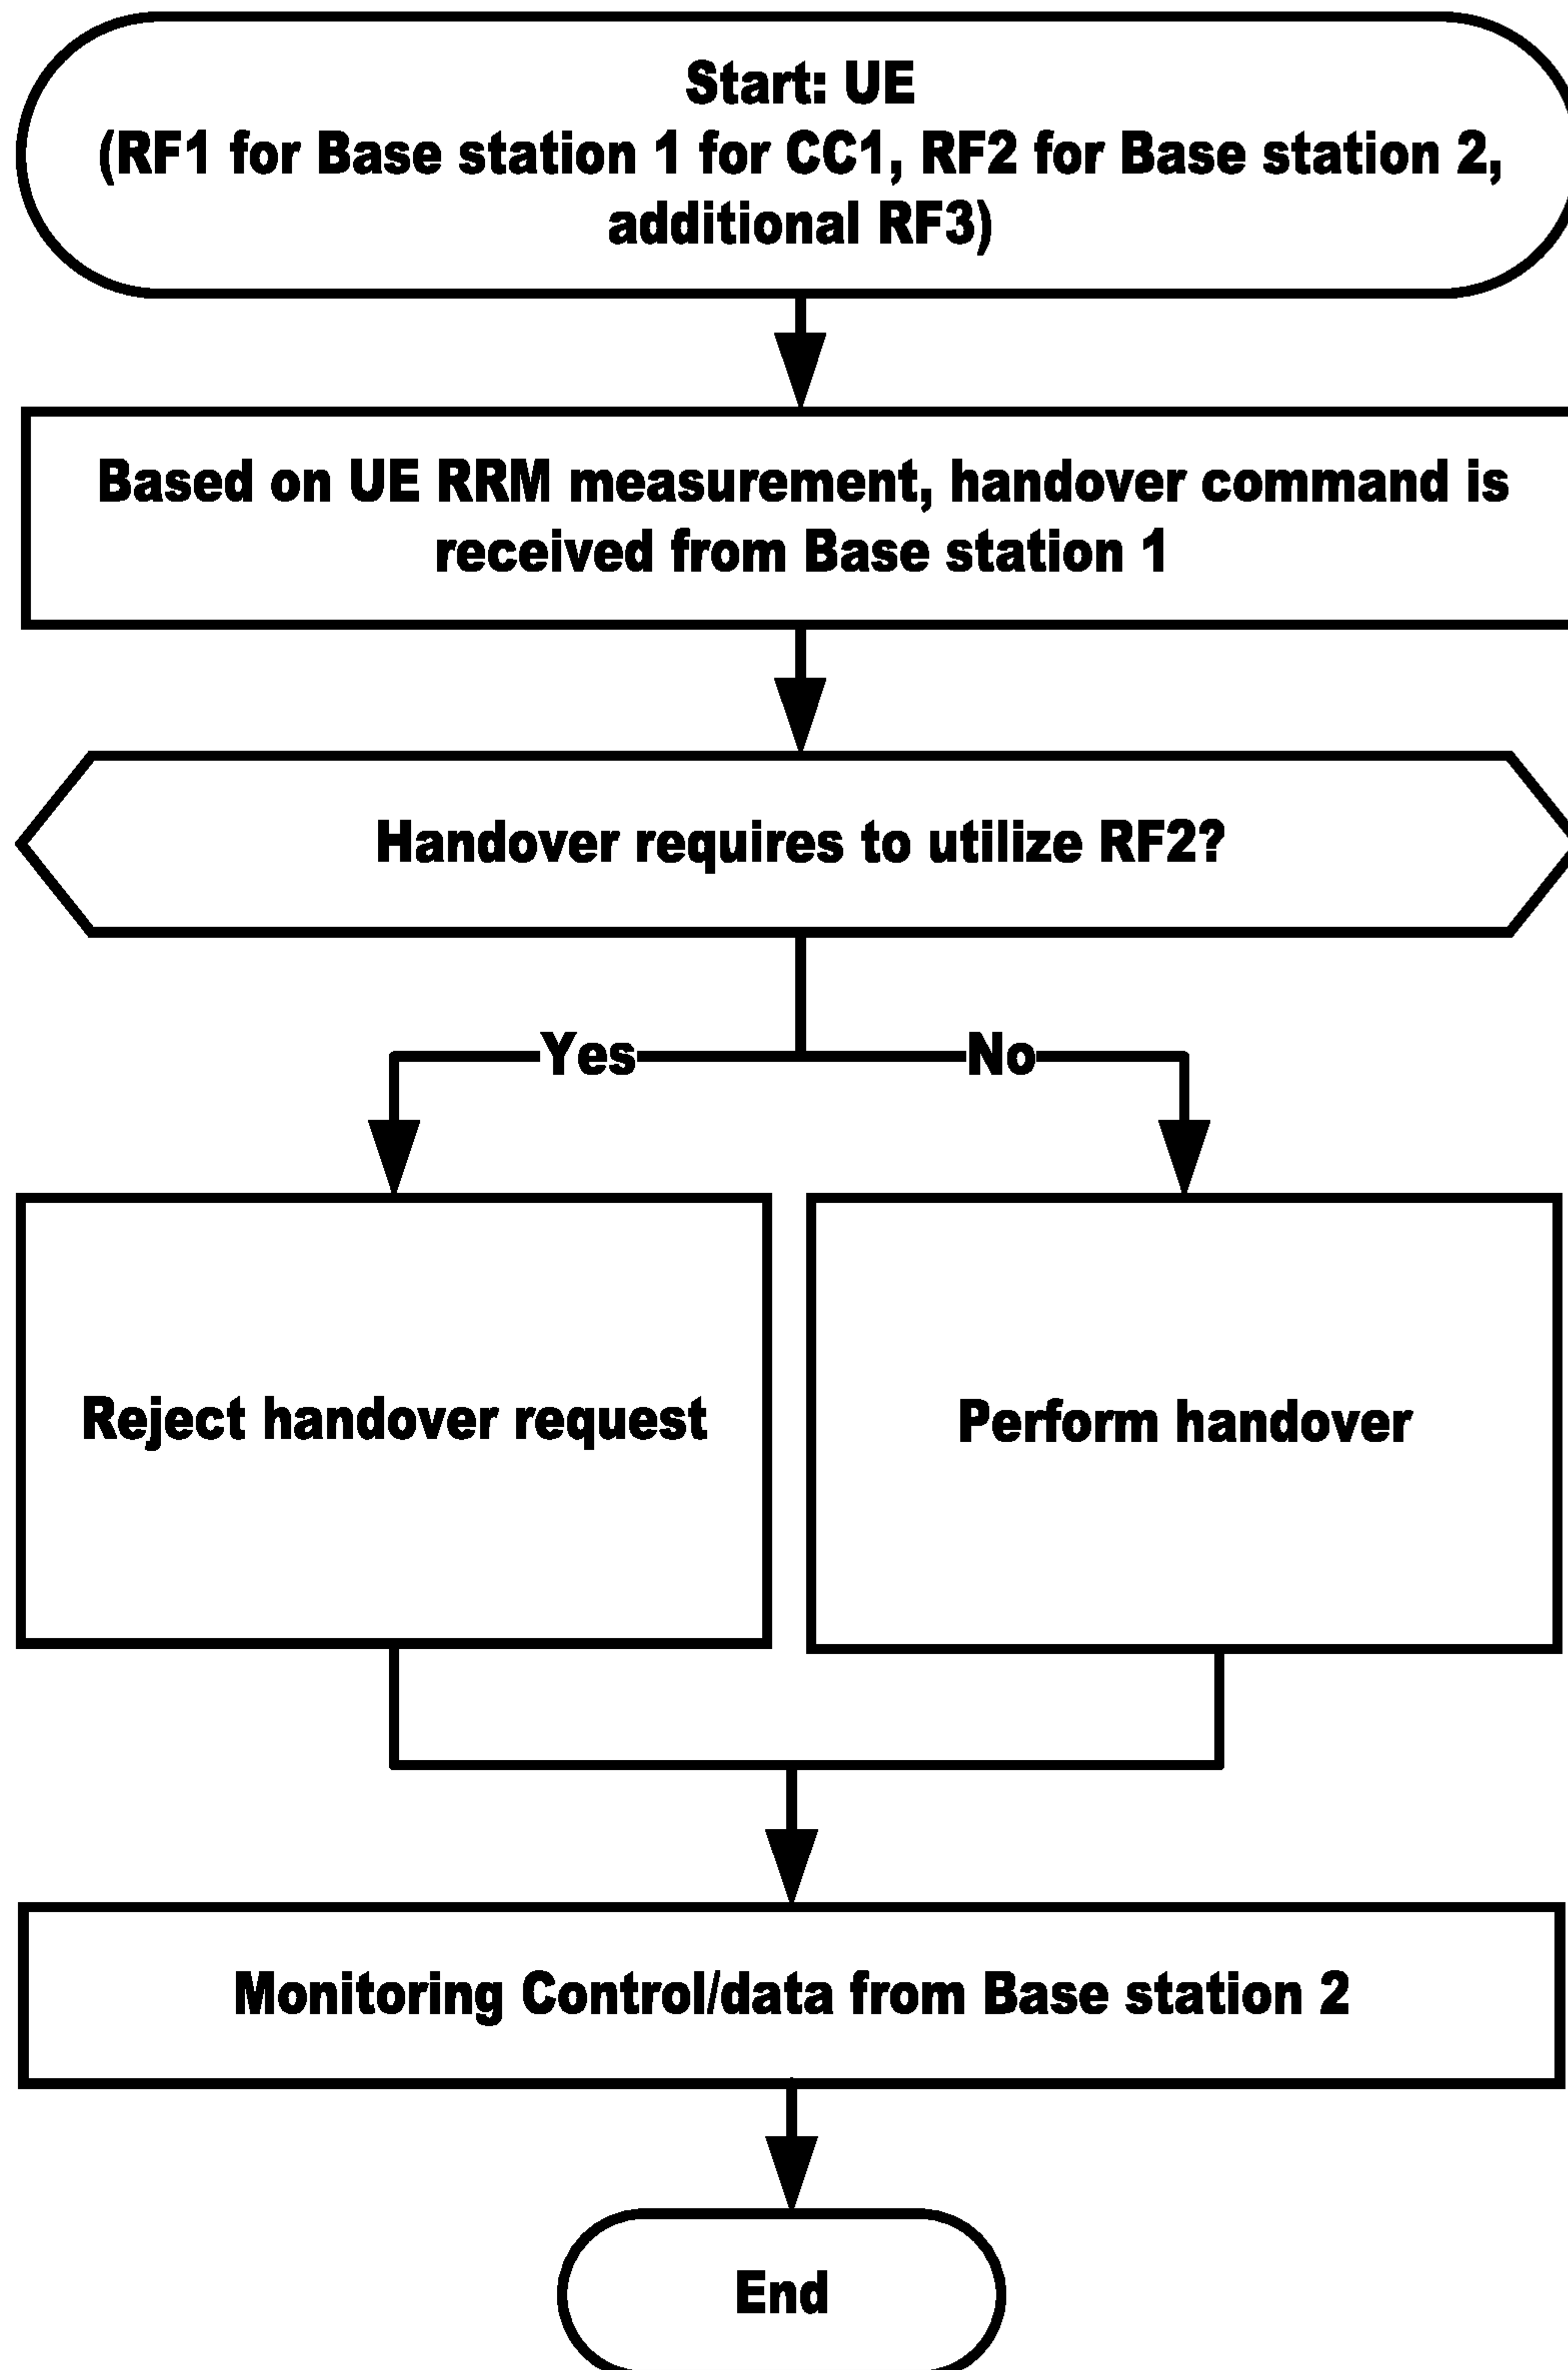 Start: UE
(RF1 for Base station 1 for CC1, RF2 for Base station 2,
additional RF3)
Based on UE RRM measurement, handover command is
received from Base station 1
Handover requires to utilize RF2?
Yes
No
Reject handover request
Perform handover
Monitoring Control/data from Base station 2
End